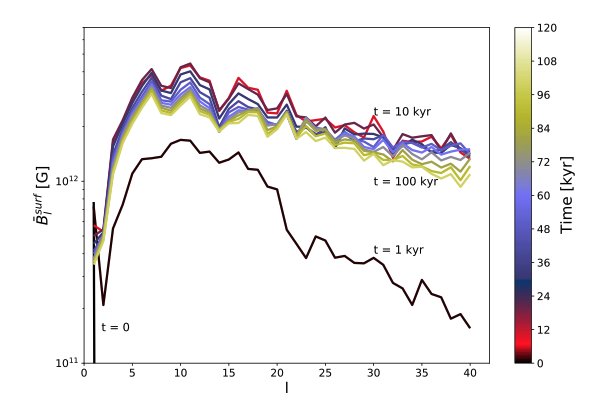 t = 10 kyr
t = 100 kyr
t = 1 kyr
t = 0
10¹²
10¹¹
B̄ₗˢᵘʳᶠ [G]
0 5 10 15 20 25 30 35 40
l
120
108
96
84
72
60
48
36
24
12
0
Time [kyr]